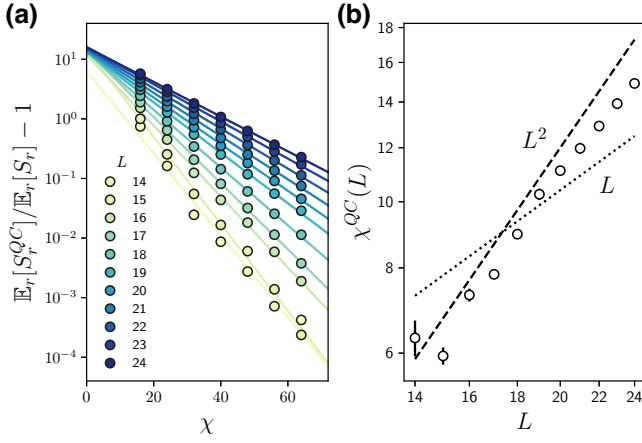 (a)
10^1
10^0
10^{-1}
10^{-2}
10^{-3}
10^{-4}
𝔼_r[S_r^{QC}]/𝔼_r[S_r] − 1
L
14
15
16
17
18
19
20
21
22
23
24
0 20 40 60
χ
(b)
18
16
14
12
10
8
6
χ^{QC}(L)
L^2
L
14 16 18 20 22 24
L